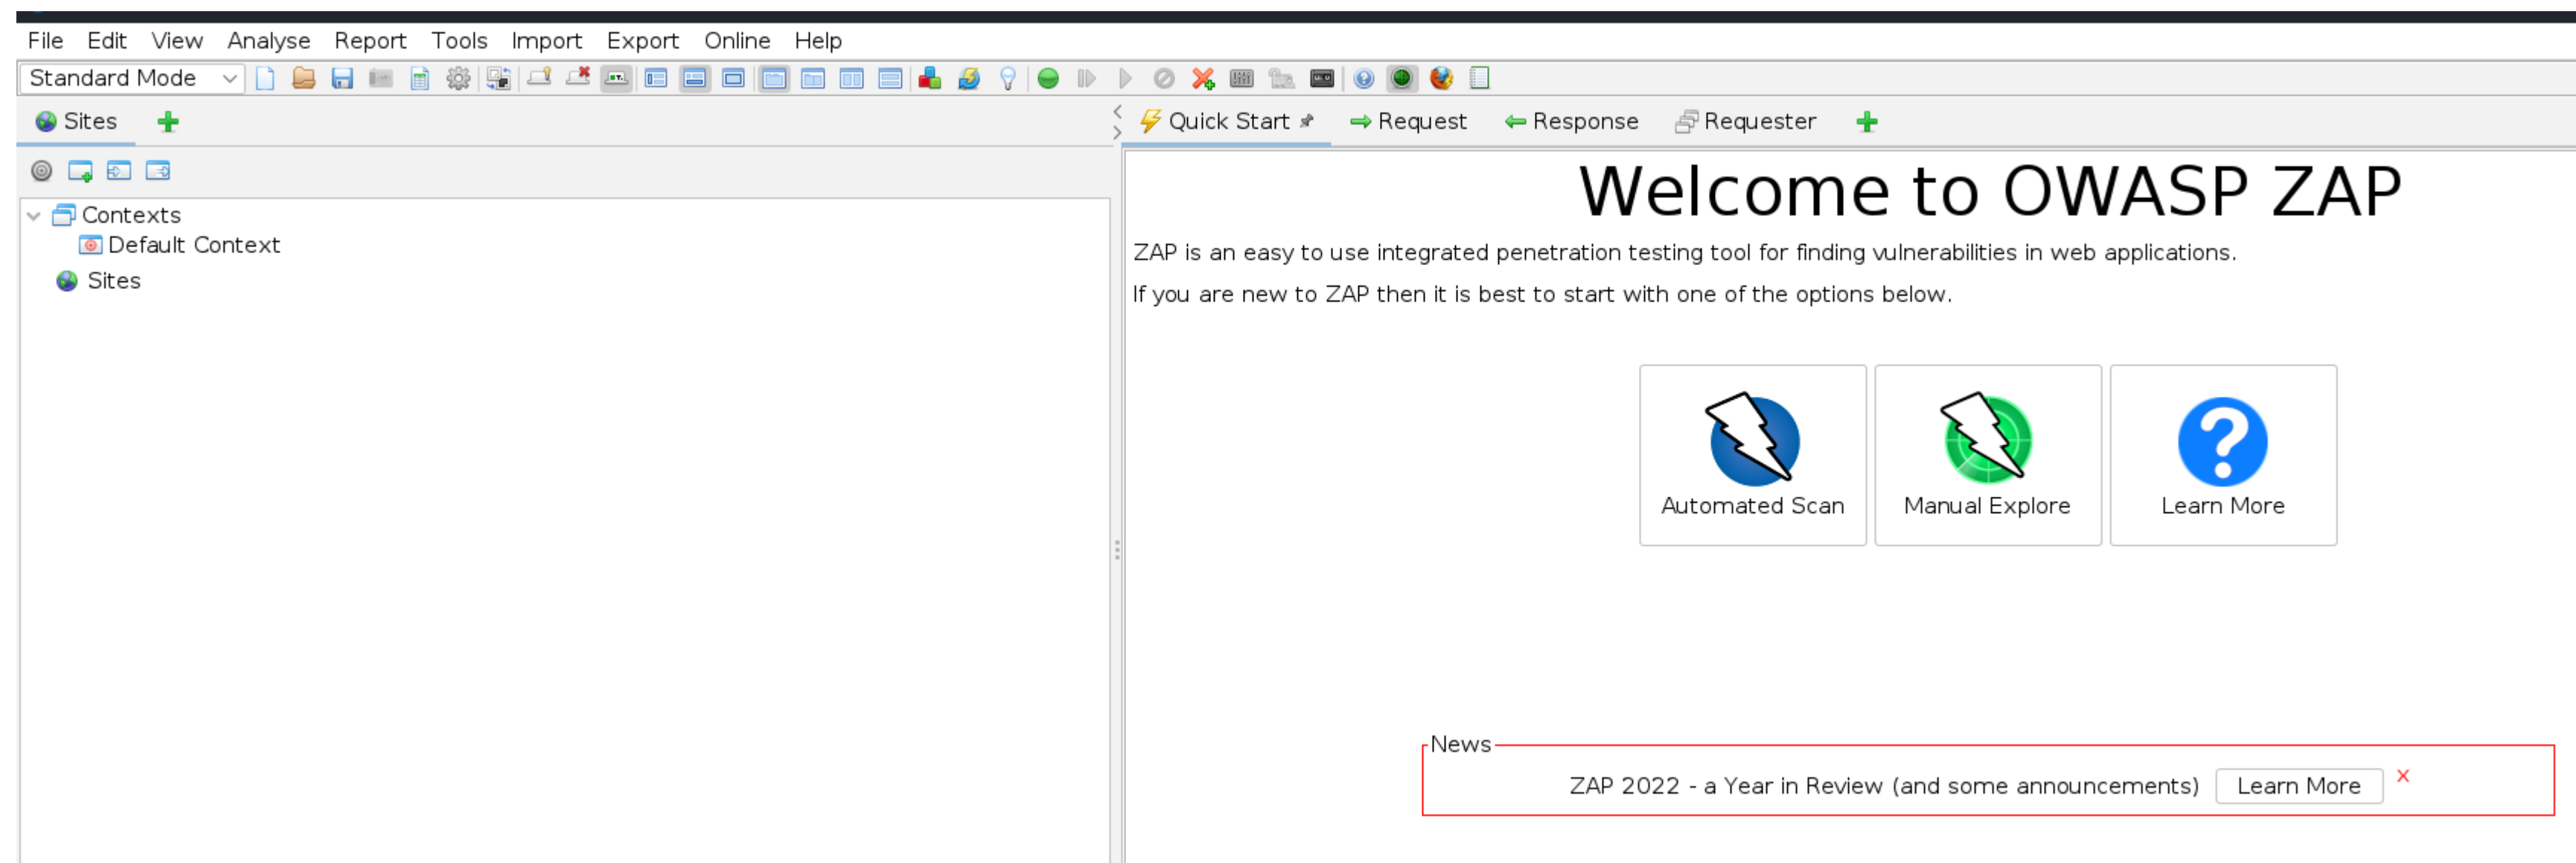 File Edit View Analyse Report Tools Import Export Online Help
Standard Mode
Sites
Quick Start Request Response Requester
Contexts
Default Context
Sites
Welcome to OWASP ZAP
ZAP is an easy to use integrated penetration testing tool for finding vulnerabilities in web applications.
If you are new to ZAP then it is best to start with one of the options below.
Automated Scan Manual Explore Learn More
News
ZAP 2022 - a Year in Review (and some announcements) Learn More X